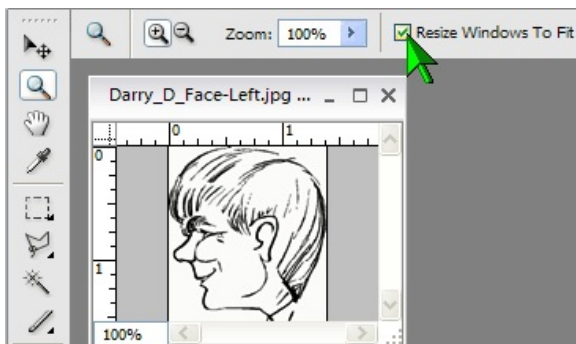 Zoom: 100% Resize Windows To Fit
Darry_D_Face-Left.jpg ...
0 1
0
1
100%